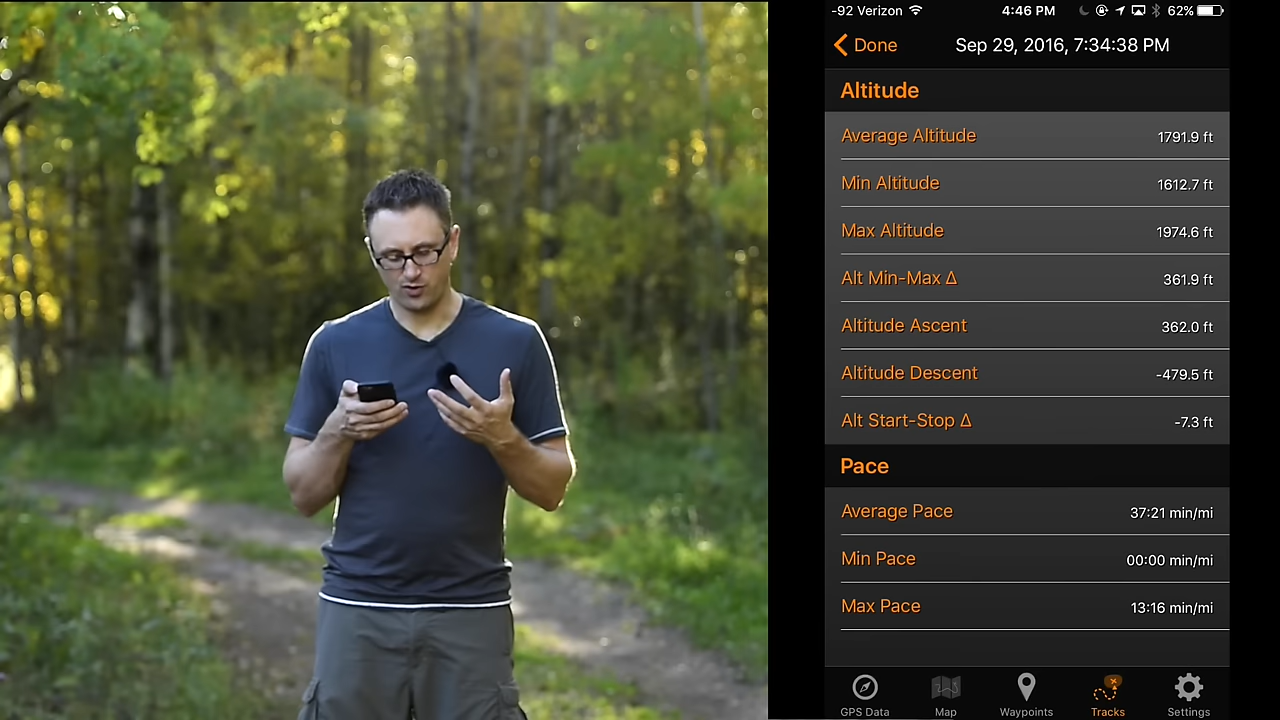 -92 Verizon 4:46 PM 62%
Done Sep 29, 2016, 7:34:38 PM
Altitude
Average Altitude 1791.9 ft
Min Altitude 1612.7 ft
Max Altitude 1974.6 ft
Alt Min-Max Δ 361.9 ft
Altitude Ascent 362.0 ft
Altitude Descent -479.5 ft
Alt Start-Stop Δ -7.3 ft
Pace
Average Pace 37:21 min/mi
Min Pace 00:00 min/mi
Max Pace 13:16 min/mi
GPS Data Map Waypoints Tracks Settings